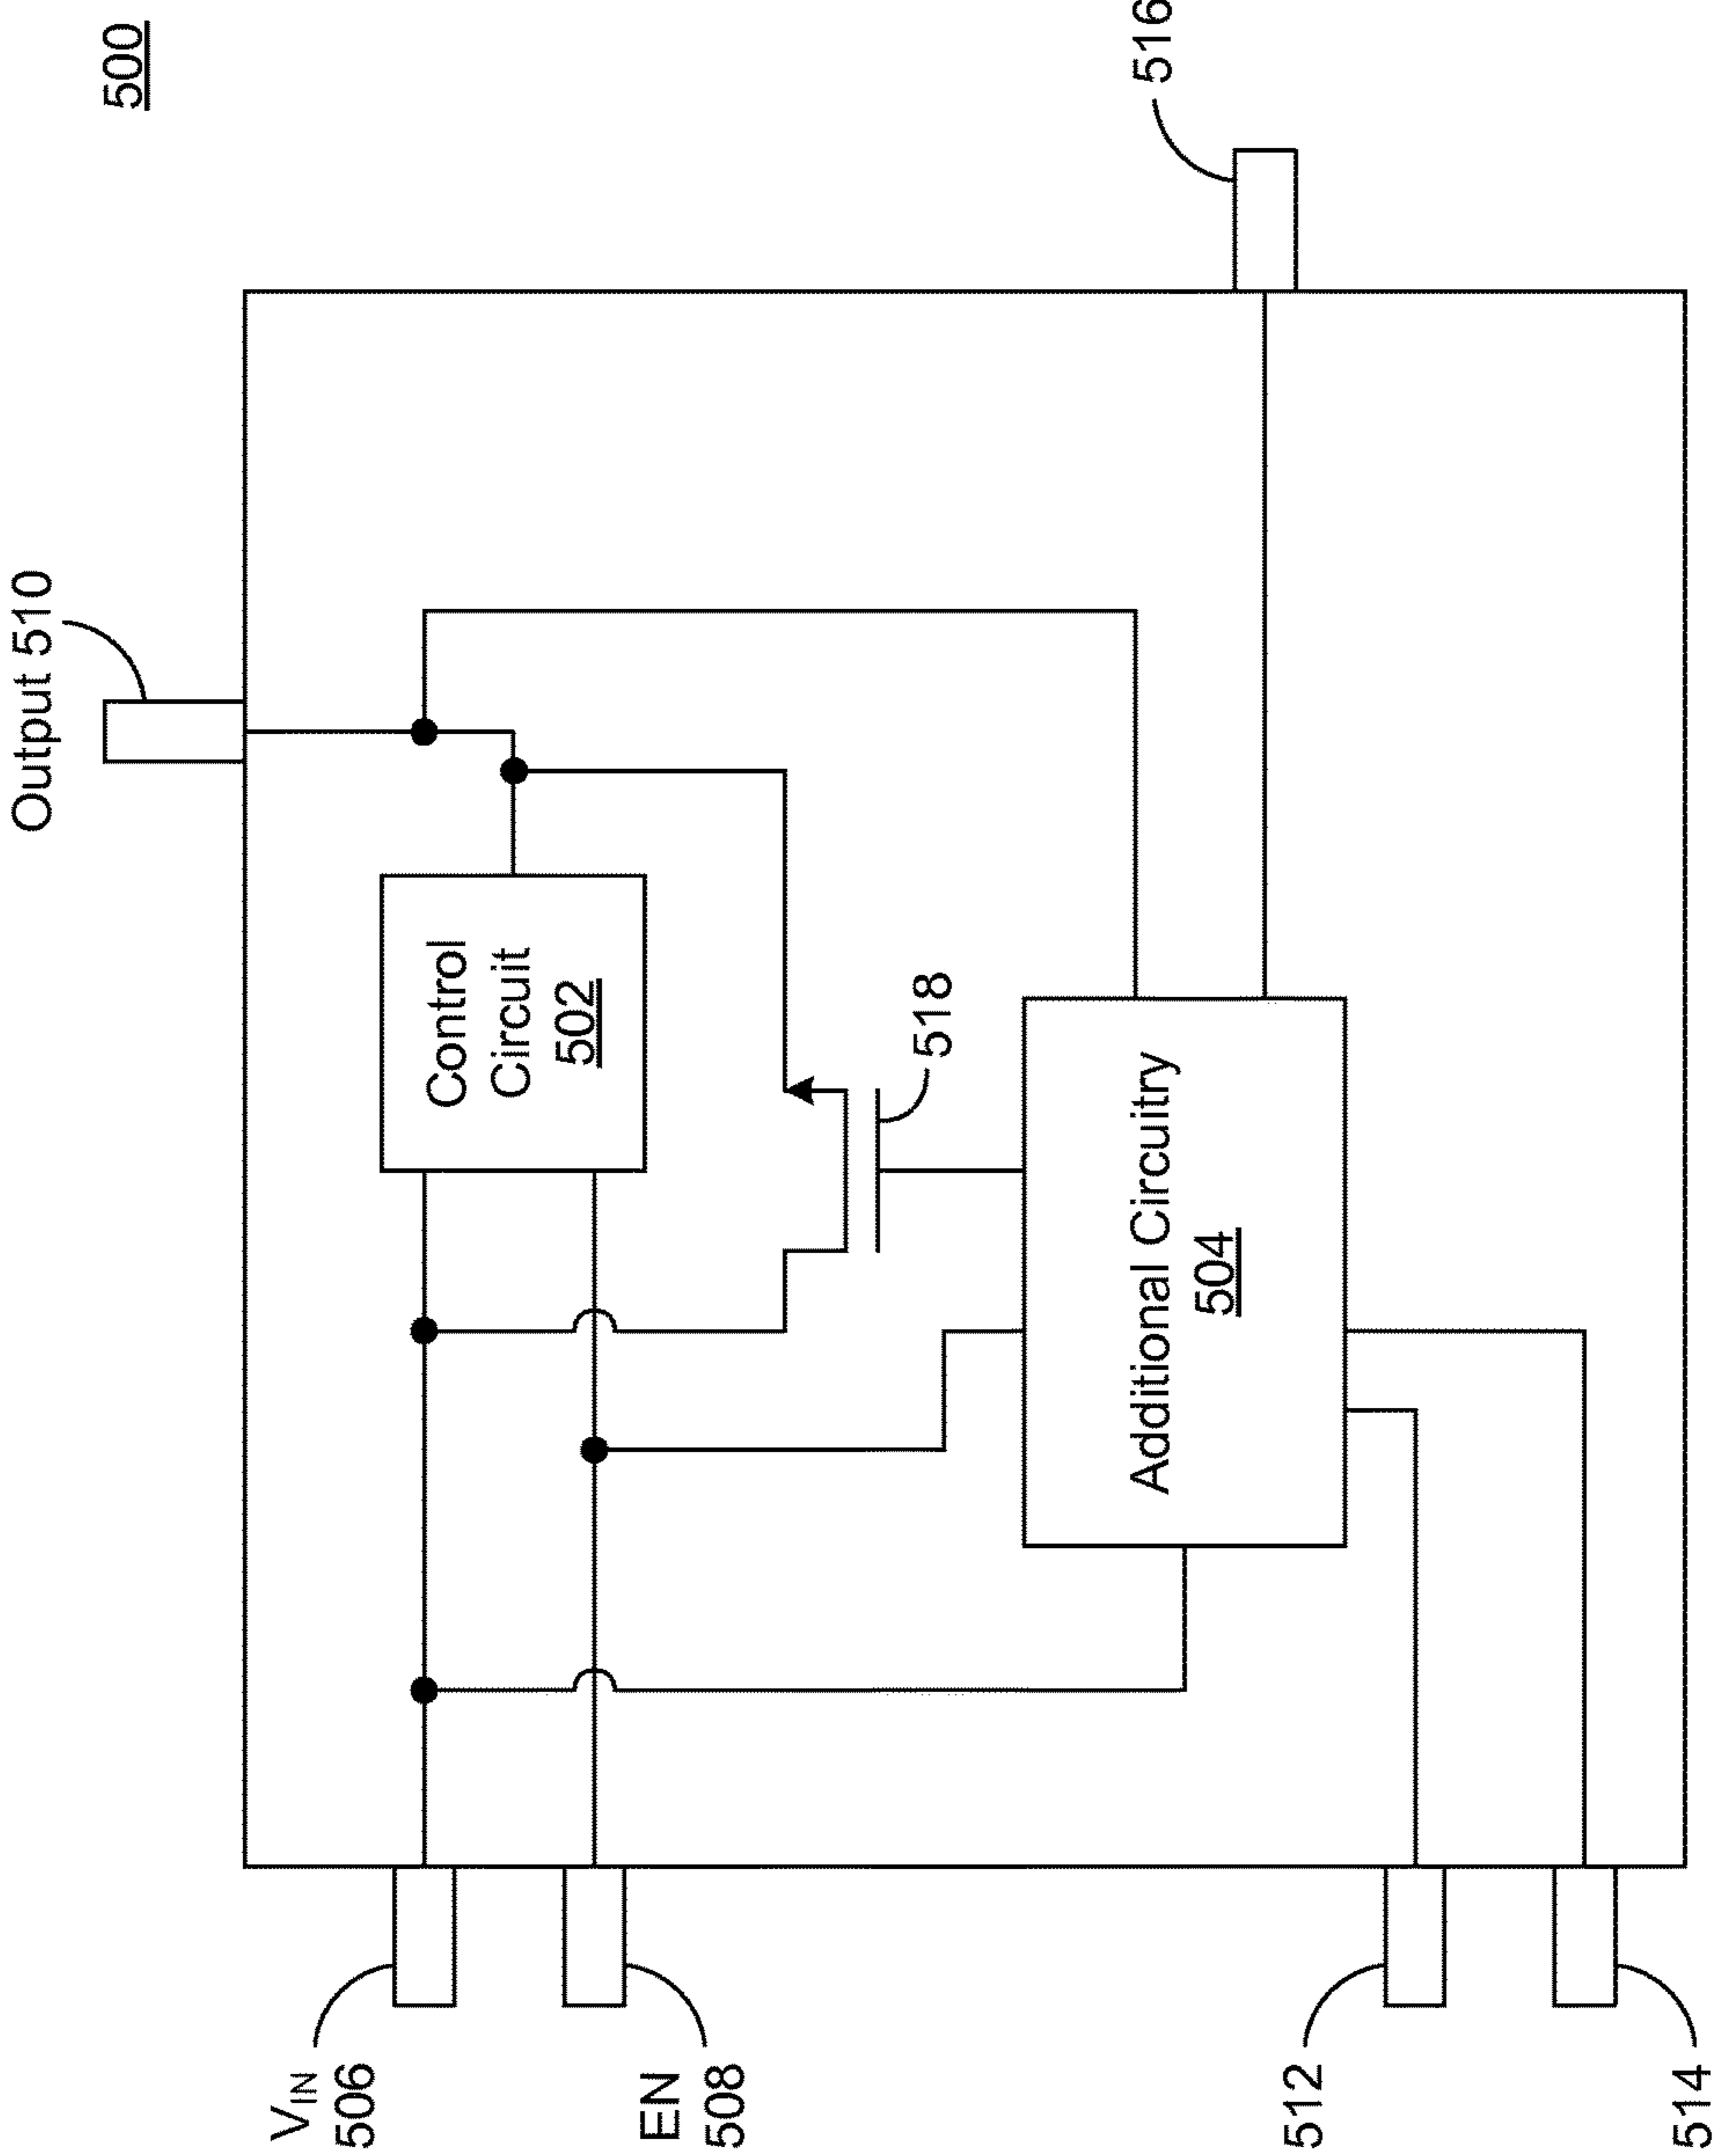 500
Output 510
516
Control
Circuit
502
518
Additional Circuitry
504
VIN
506
EN
508
512
514